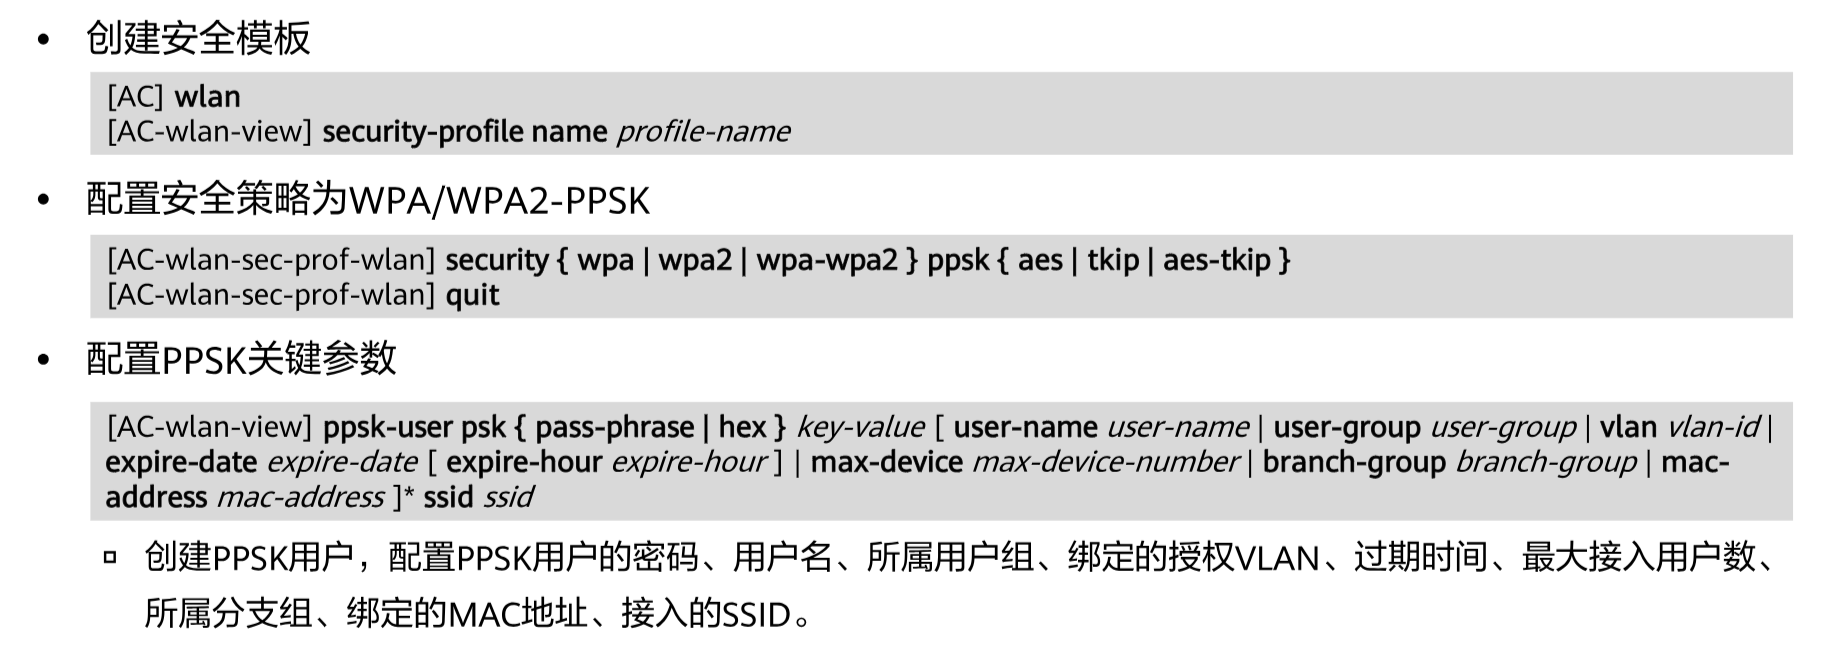 • 创建安全模板
[AC] wlan
[AC-wlan-view] security-profile name profile-name
• 配置安全策略为WPA/WPA2-PPSK
[AC-wlan-sec-prof-wlan] security { wpa | wpa2 | wpa-wpa2 } ppsk { aes | tkip | aes-tkip }
[AC-wlan-sec-prof-wlan] quit
• 配置PPSK关键参数
[AC-wlan-view] ppsk-user psk { pass-phrase | hex } key-value [ user-name user-name | user-group user-group | vlan vlan-id |
expire-date expire-date [ expire-hour expire-hour ] | max-device max-device-number | branch-group branch-group | mac-
address mac-address ]* ssid ssid
▫ 创建PPSK用户，配置PPSK用户的密码、用户名、所属用户组、绑定的授权VLAN、过期时间、最大接入用户数、
所属分支组、绑定的MAC地址、接入的SSID。